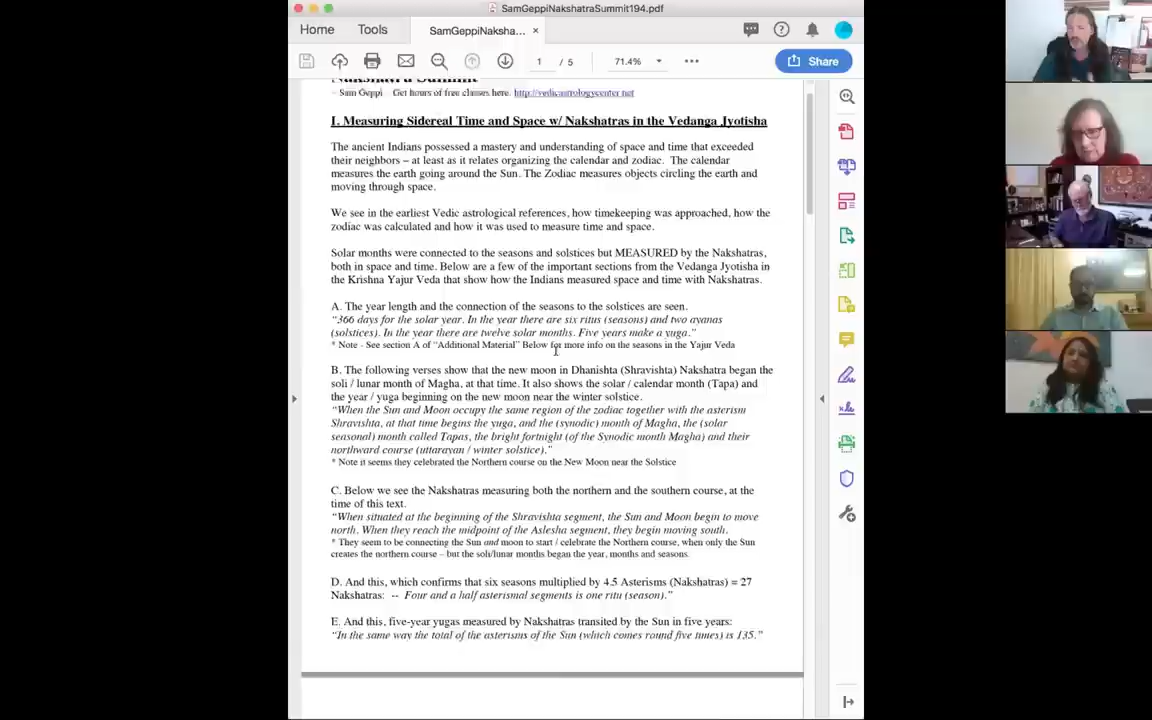 SamGeppiNakshatraSummit194.pdf
Home Tools SamGeppiNaksha... ×
1 / 5 71.4% Share
Nakshatra Summit
– Sam Geppi Get hours of free classes here. http://vedicastrologycenter.net
I. Measuring Sidereal Time and Space w/ Nakshatras in the Vedanga Jyotisha
The ancient Indians possessed a mastery and understanding of space and time that exceeded
their neighbors – at least as it relates organizing the calendar and zodiac. The calendar
measures the earth going around the Sun. The Zodiac measures objects circling the earth and
moving through space.
We see in the earliest Vedic astrological references, how timekeeping was approached, how the
zodiac was calculated and how it was used to measure time and space.
Solar months were connected to the seasons and solstices but MEASURED by the Nakshatras,
both in space and time. Below are a few of the important sections from the Vedanga Jyotisha in
the Krishna Yajur Veda that show how the Indians measured space and time with Nakshatras.
A. The year length and the connection of the seasons to the solstices are seen.
“366 days for the solar year. In the year there are six ritus (seasons) and two ayanas
(solstices). In the year there are twelve solar months. Five years make a yuga.”
* Note - See section A of “Additional Material” Below for more info on the seasons in the Yajur Veda
B. The following verses show that the new moon in Dhanishta (Shravishta) Nakshatra began the
soli / lunar month of Magha, at that time. It also shows the solar / calendar month (Tapa) and
the year / yuga beginning on the new moon near the winter solstice.
“When the Sun and Moon occupy the same region of the zodiac together with the asterism
Shravishta, at that time begins the yuga, and the (synodic) month of Magha, the (solar
seasonal) month called Tapas, the bright fortnight (of the Synodic month Magha) and their
northward course (uttarayan / winter solstice).”
* Note it seems they celebrated the Northern course on the New Moon near the Solstice
C. Below we see the Nakshatras measuring both the northern and the southern course, at the
time of this text.
“When situated at the beginning of the Shravishta segment, the Sun and Moon begin to move
north. When they reach the midpoint of the Aslesha segment, they begin moving south.
* They seem to be connecting the Sun and moon to start / celebrate the Northern course, when only the Sun
creates the northern course – but the soli/lunar months began the year, months and seasons.
D. And this, which confirms that six seasons multiplied by 4.5 Asterisms (Nakshatras) = 27
Nakshatras: -- Four and a half asterismal segments is one ritu (season).”
E. And this, five-year yugas measured by Nakshatras transited by the Sun in five years:
“In the same way the total of the asterisms of the Sun (which comes round five times) is 135.”